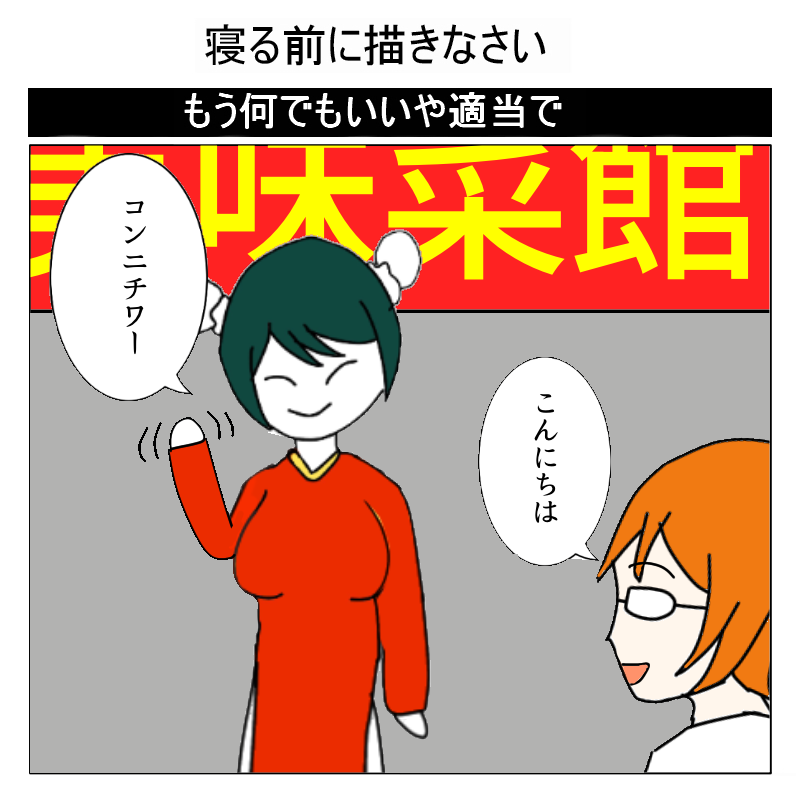 寝る前に描きなさい
もう何でもいいや適当で
味菜館
コンニチワー
こんにちは